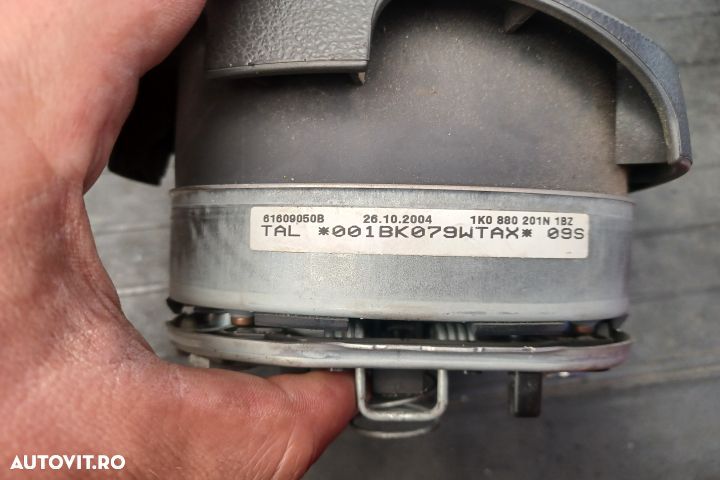 61609050B 26.10.2004 1K0 880 201N 1BZ
TAL *001BK079WTAX* 09S
AUTOVIT.RO